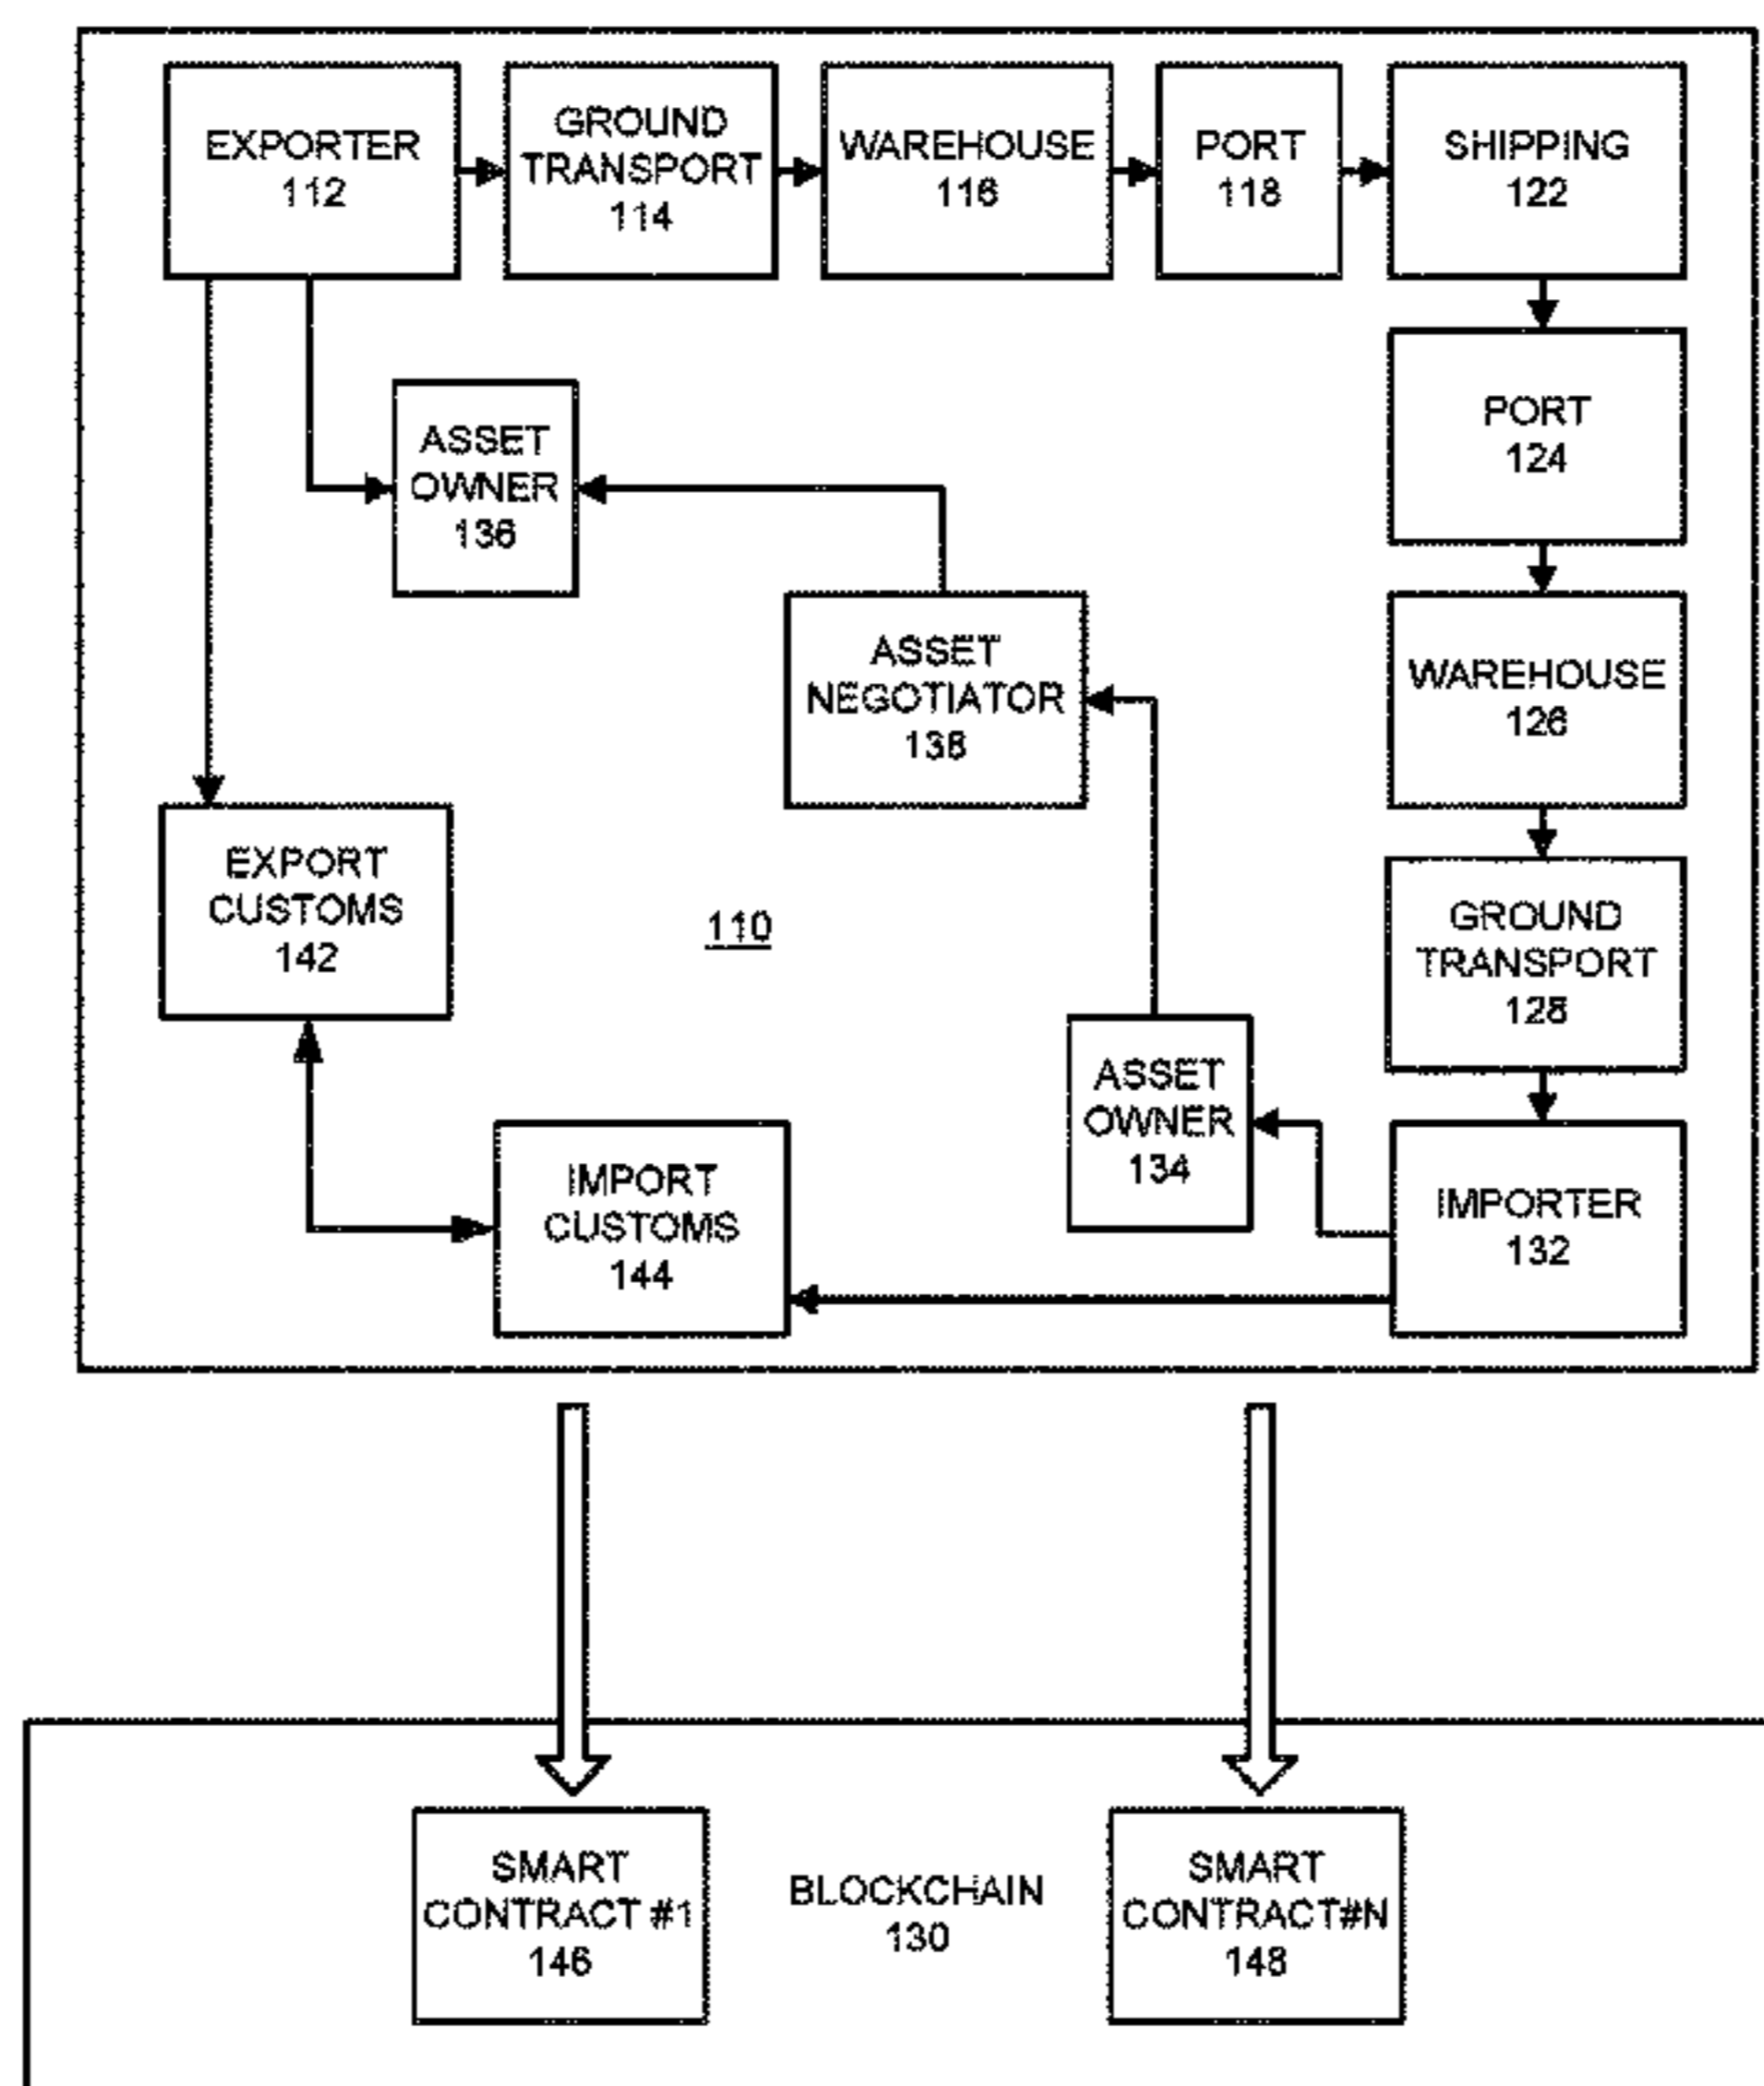 EXPORTER
112
GROUND
TRANSPORT
114
WAREHOUSE
116
PORT
118
SHIPPING
122
PORT
124
ASSET
OWNER
136
ASSET
NEGOTIATOR
138
WAREHOUSE
126
EXPORT
CUSTOMS
142
110
GROUND
TRANSPORT
128
ASSET
OWNER
134
IMPORT
CUSTOMS
144
IMPORTER
132
SMART
CONTRACT #1
146
BLOCKCHAIN
130
SMART
CONTRACT#N
148